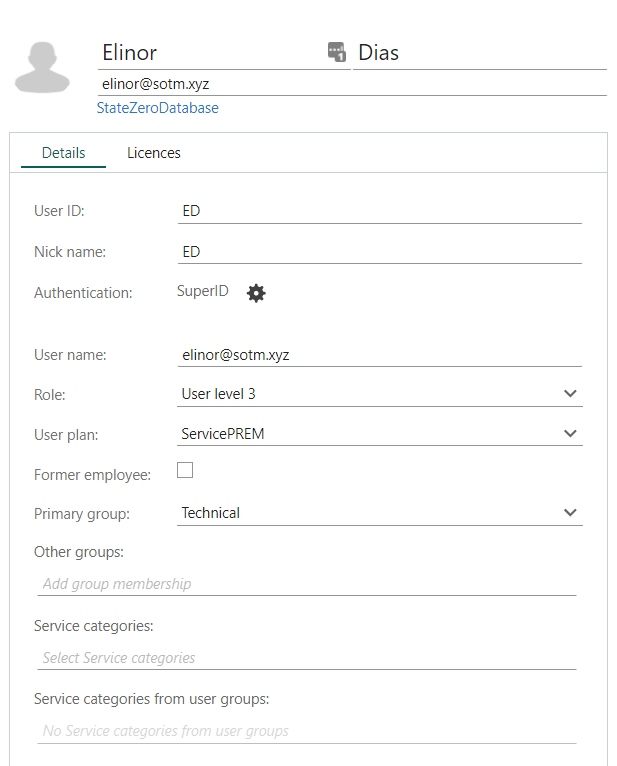 Elinor 1 Dias
elinor@sotm.xyz
StateZeroDatabase
Details Licences
User ID: ED
Nick name: ED
Authentication: SuperID
User name: elinor@sotm.xyz
Role: User level 3
User plan: ServicePREM
Former employee:
Primary group: Technical
Other groups:
Add group membership
Service categories:
Select Service categories
Service categories from user groups:
No Service categories from user groups